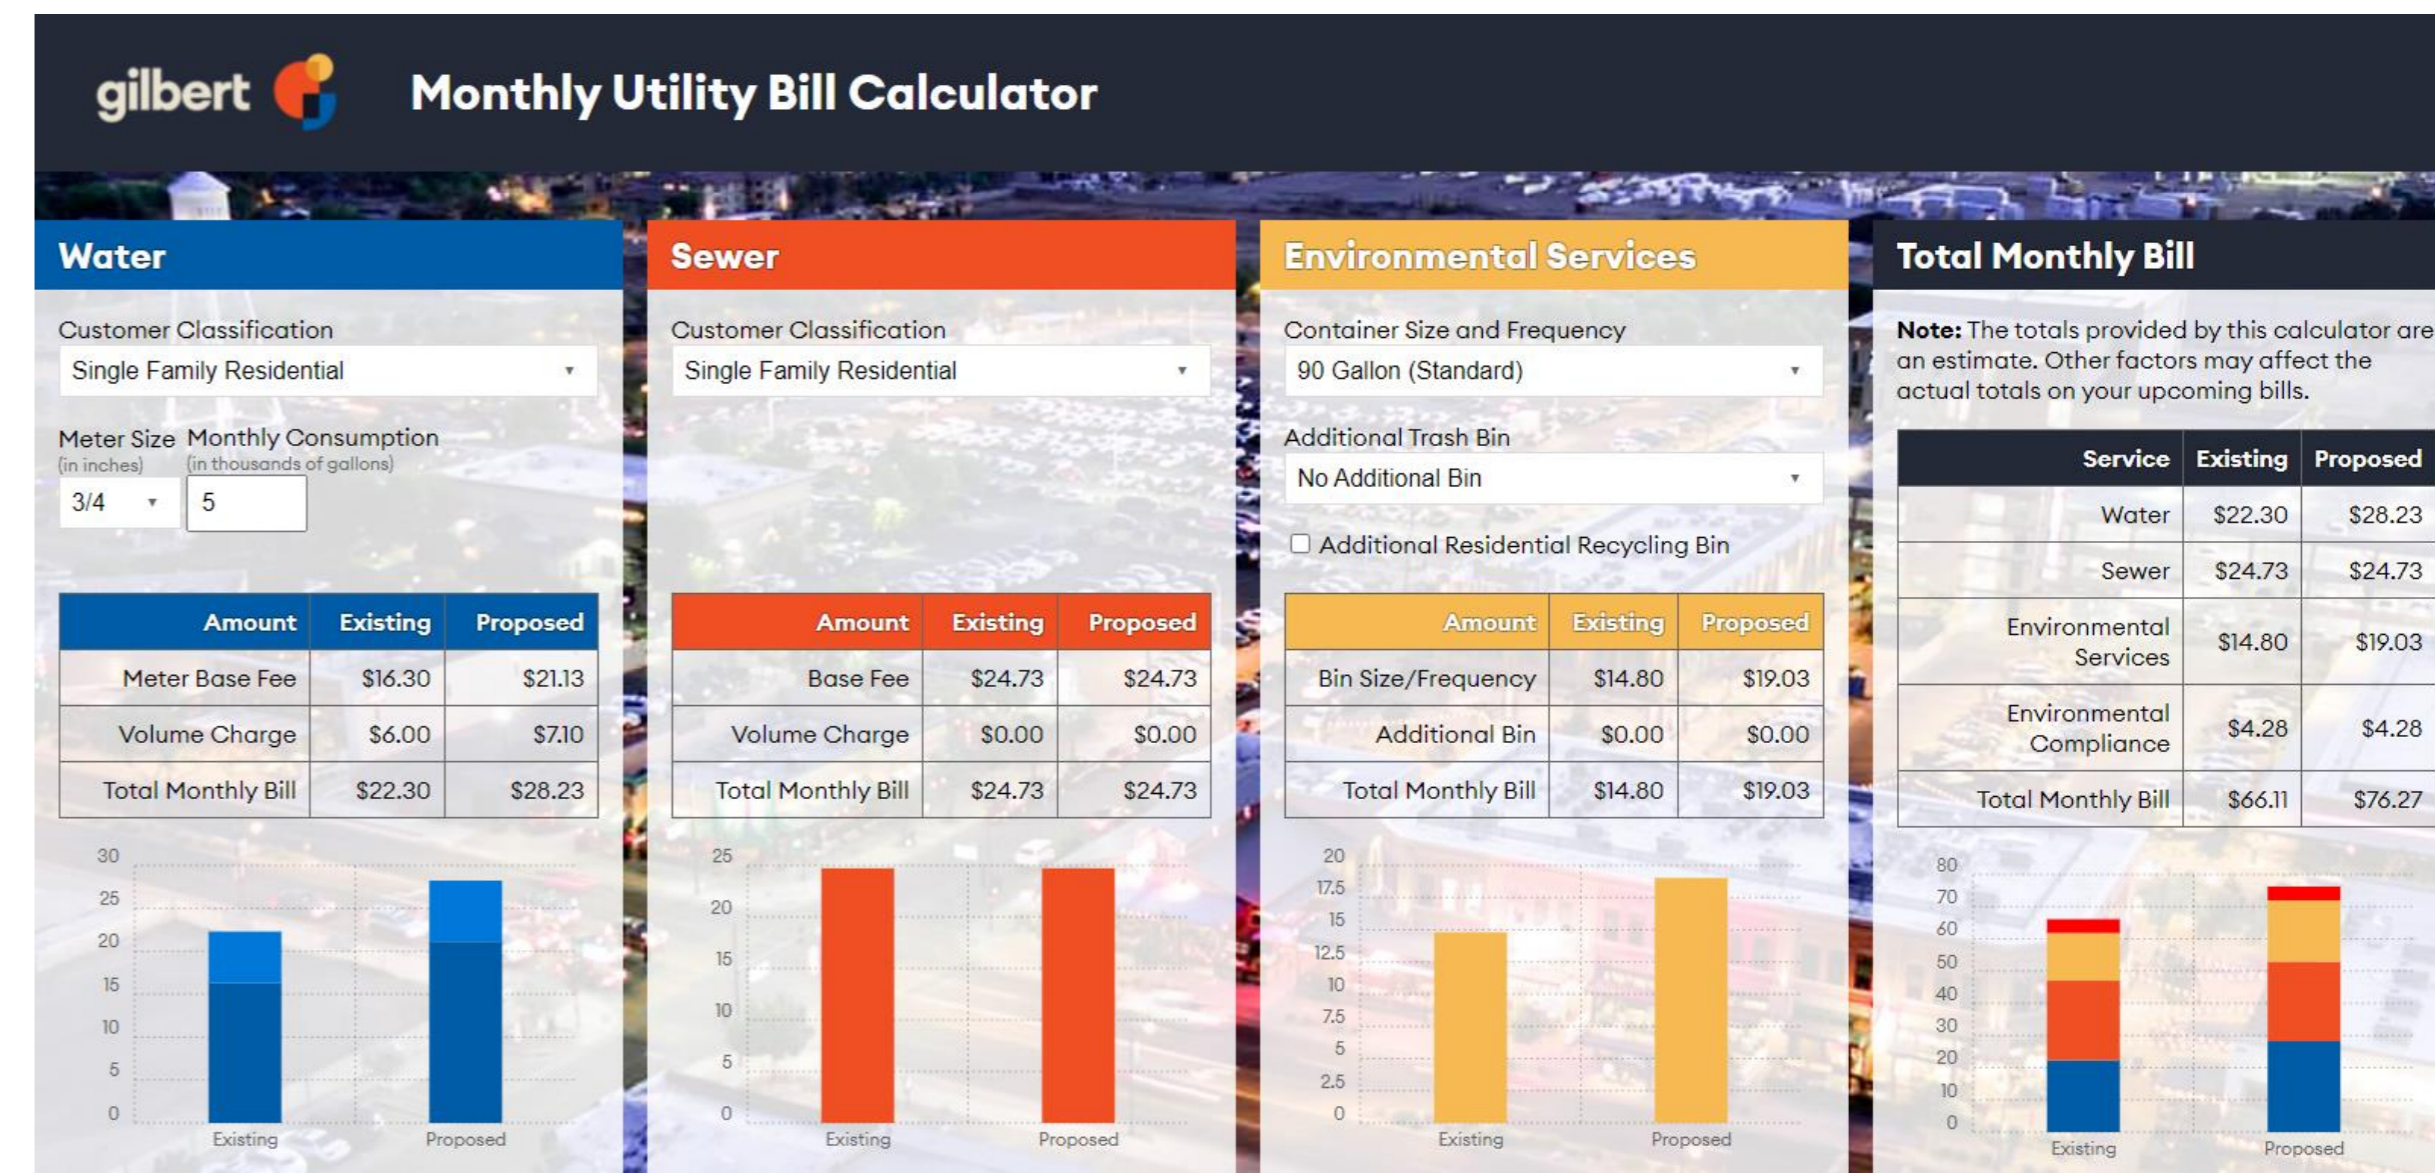 gilbert
Monthly Utility Bill Calculator
Water
Customer Classification
Single Family Residential
Meter Size Monthly Consumption
(in inches) (in thousands of gallons)
3/4 5
Amount Existing Proposed
Meter Base Fee $16.30 $21.13
Volume Charge $6.00 $7.10
Total Monthly Bill $22.30 $28.23
30
25
20
15
10
5
0
Existing Proposed
Sewer
Customer Classification
Single Family Residential
Amount Existing Proposed
Base Fee $24.73 $24.73
Volume Charge $0.00 $0.00
Total Monthly Bill $24.73 $24.73
25
20
15
10
5
0
Existing Proposed
Environmental Services
Container Size and Frequency
90 Gallon (Standard)
Additional Trash Bin
No Additional Bin
Additional Residential Recycling Bin
Amount Existing Proposed
Bin Size/Frequency $14.80 $19.03
Additional Bin $0.00 $0.00
Total Monthly Bill $14.80 $19.03
20
17.5
15
12.5
10
7.5
5
2.5
0
Existing Proposed
Total Monthly Bill
Note: The totals provided by this calculator are
an estimate. Other factors may affect the
actual totals on your upcoming bills.
Service Existing Proposed
Water $22.30 $28.23
Sewer $24.73 $24.73
Environmental
Services $14.80 $19.03
Environmental
Compliance $4.28 $4.28
Total Monthly Bill $66.11 $76.27
80
70
60
50
40
30
20
10
0
Existing Proposed